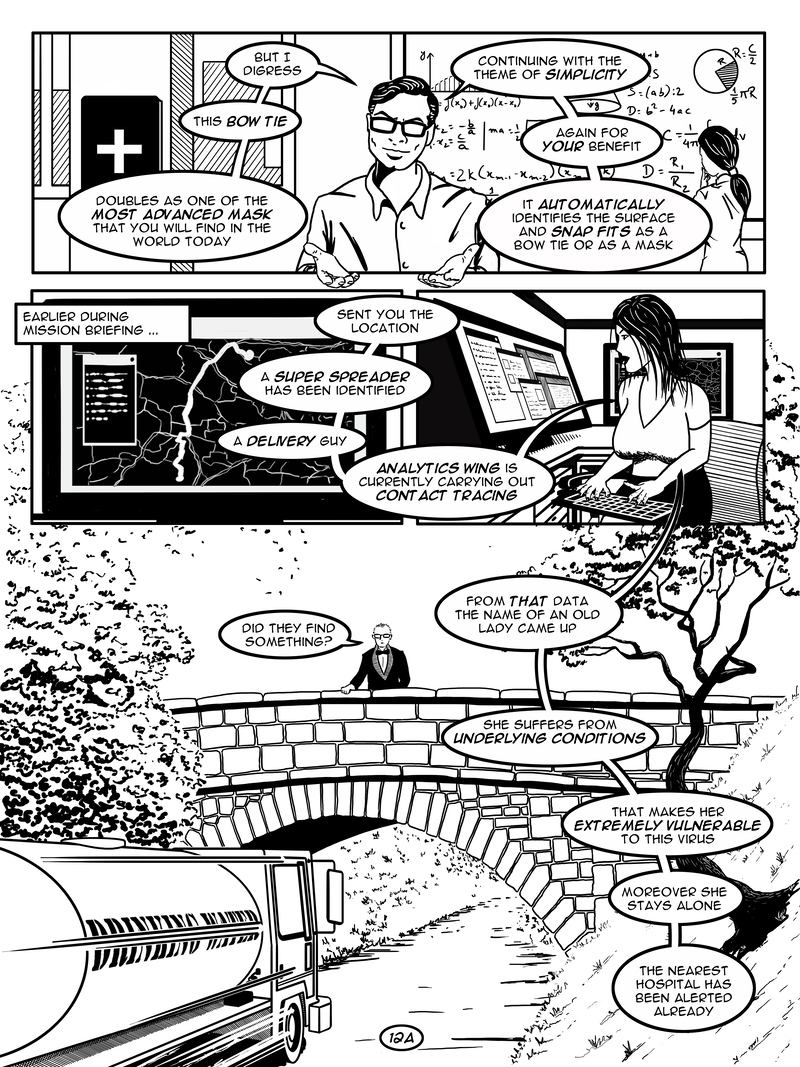 BUT I
DIGRESS
THIS BOW TIE
DOUBLES AS ONE OF THE
MOST ADVANCED MASK
THAT YOU WILL FIND IN THE
WORLD TODAY
CONTINUING WITH THE
THEME OF SIMPLICITY
AGAIN FOR
YOUR BENEFIT
IT AUTOMATICALLY
IDENTIFIES THE SURFACE
AND SNAP FITS AS A
BOW TIE OR AS A MASK
R=C/2
S=(ab):2
D=b²-4ac
1/5 πR
D=R₁/R₂
EARLIER DURING
MISSION BRIEFING ...
SENT YOU THE
LOCATION
A SUPER SPREADER
HAS BEEN IDENTIFIED
A DELIVERY GUY
ANALYTICS WING IS
CURRENTLY CARRYING OUT
CONTACT TRACING
DID THEY FIND
SOMETHING?
FROM THAT DATA
THE NAME OF AN OLD
LADY CAME UP
SHE SUFFERS FROM
UNDERLYING CONDITIONS
THAT MAKES HER
EXTREMELY VULNERABLE
TO THIS VIRUS
MOREOVER SHE
STAYS ALONE
THE NEAREST
HOSPITAL HAS
BEEN ALERTED
ALREADY
DRINKING WATER
12A